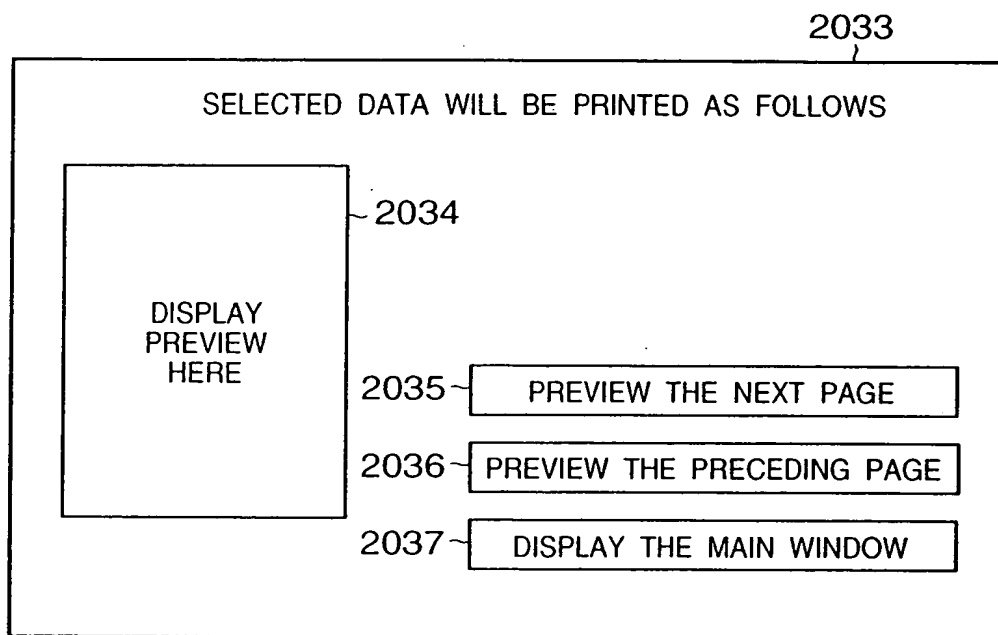 2033
SELECTED DATA WILL BE PRINTED AS FOLLOWS
2034
DISPLAY
PREVIEW
HERE
2035
PREVIEW THE NEXT PAGE
2036
PREVIEW THE PRECEDING PAGE
2037
DISPLAY THE MAIN WINDOW